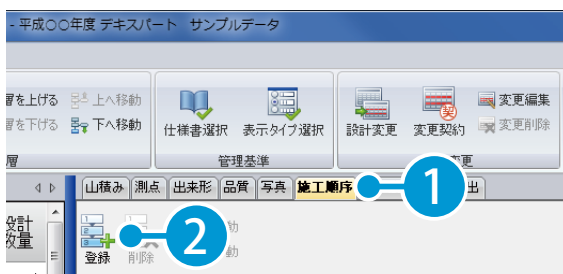 - 平成○○年度 デキスパート サンプルデータ
層を上げる 上へ移動
層を下げる 下へ移動
仕様書選択 表示タイプ選択
設計変更 変更契約
変更編集
変更削除
層 管理基準 変更
山積み 測点 出来形 品質 写真 施工順序 出
1
設計
数量
登録 削除
2
動
動